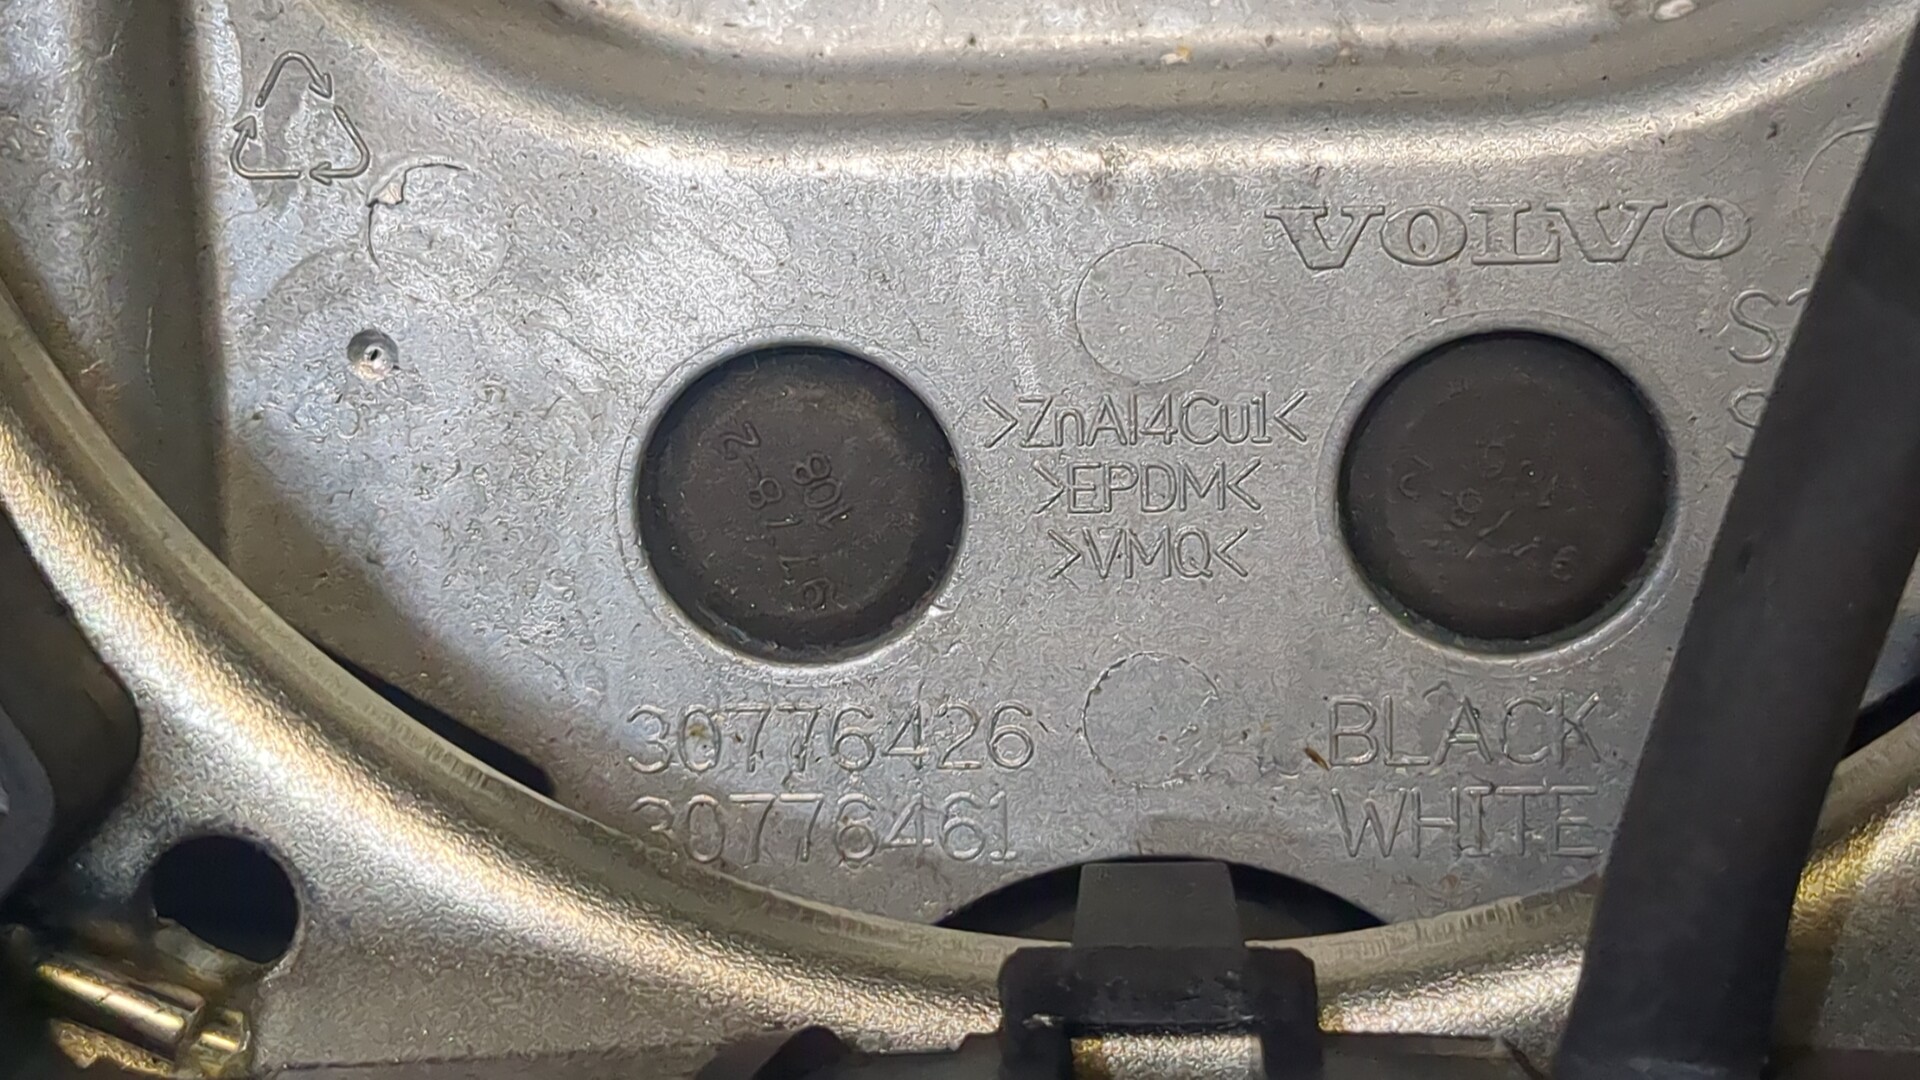 VOLVO
>ZnAl4Cu1<
>EPDM<
>VMQ<
30776426 BLACK
30776461 WHITE